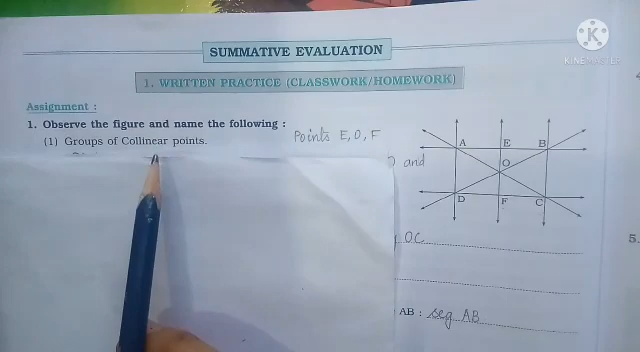 SUMMATIVE EVALUATION
1. WRITTEN PRACTICE (CLASSWORK/HOMEWORK)
Assignment :
1. Observe the figure and name the following :
(1) Groups of Collinear points.
Points E, O, F
and
A E B
O
D F C
OC
AB : seg AB
5.
K
KINEMASTER